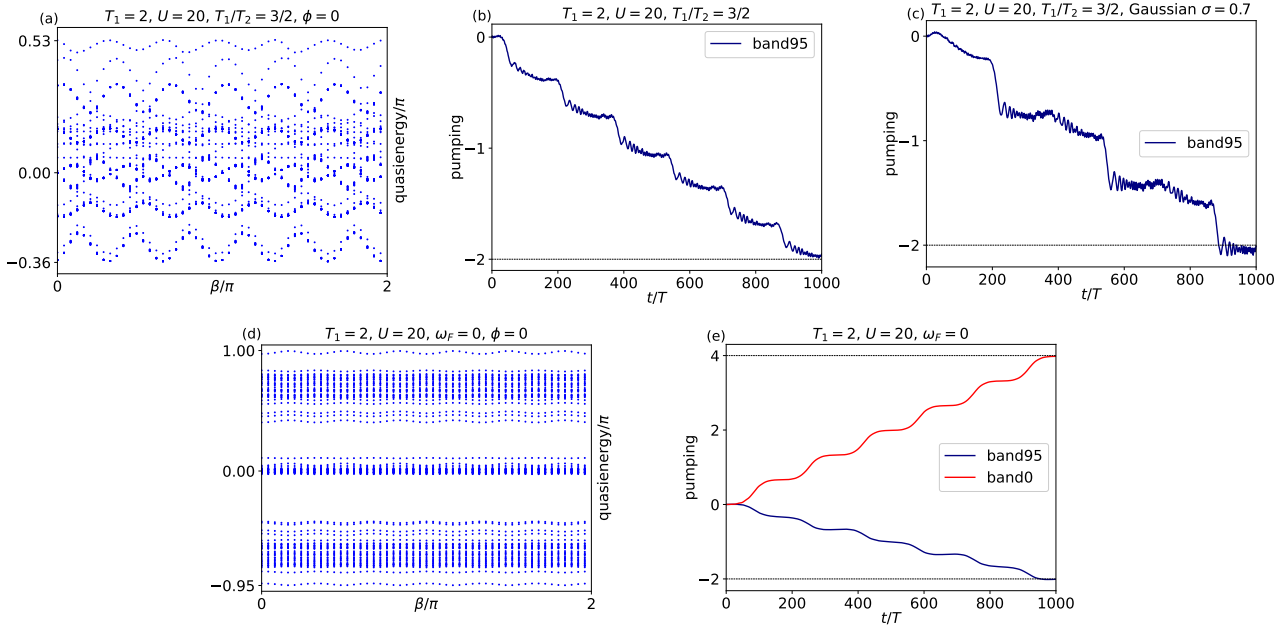 (a)
T₁ = 2, U = 20, T₁/T₂ = 3/2, ϕ = 0
quasienergy/π
0.53
0.00
−0.36
0
2
β/π
(b)
T₁ = 2, U = 20, T₁/T₂ = 3/2
pumping
0
−1
−2
band95
0
200
400
600
800
1000
t/T
(c)
T₁ = 2, U = 20, T₁/T₂ = 3/2, Gaussian σ = 0.7
pumping
0
−1
−2
band95
0
200
400
600
800
1000
t/T
(d)
T₁ = 2, U = 20, ω_F = 0, ϕ = 0
quasienergy/π
1.00
0.00
−0.95
0
2
β/π
(e)
T₁ = 2, U = 20, ω_F = 0
pumping
4
2
0
−2
band95
band0
0
200
400
600
800
1000
t/T